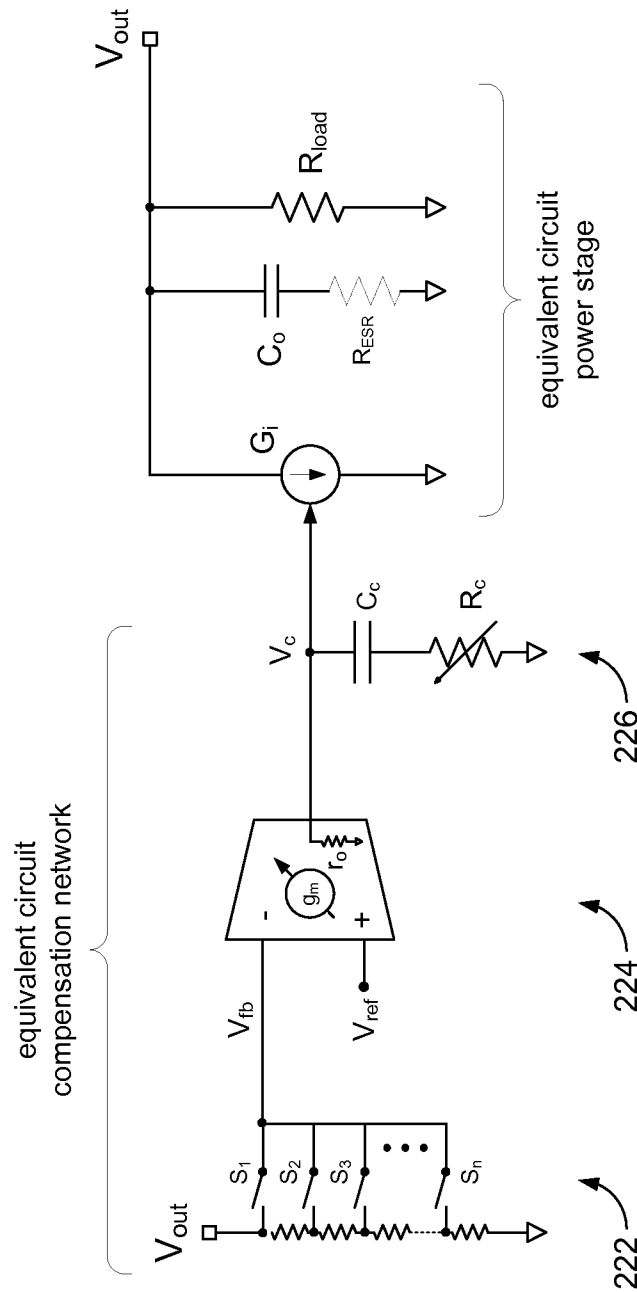 equivalent circuit
compensation network
Vout
S1
S2
S3
Sn
Vfb
Vref
-
+
gm
ro
Vc
Cc
Rc
Gi
Co
RESR
Rload
Vout
equivalent circuit
power stage
222
224
226